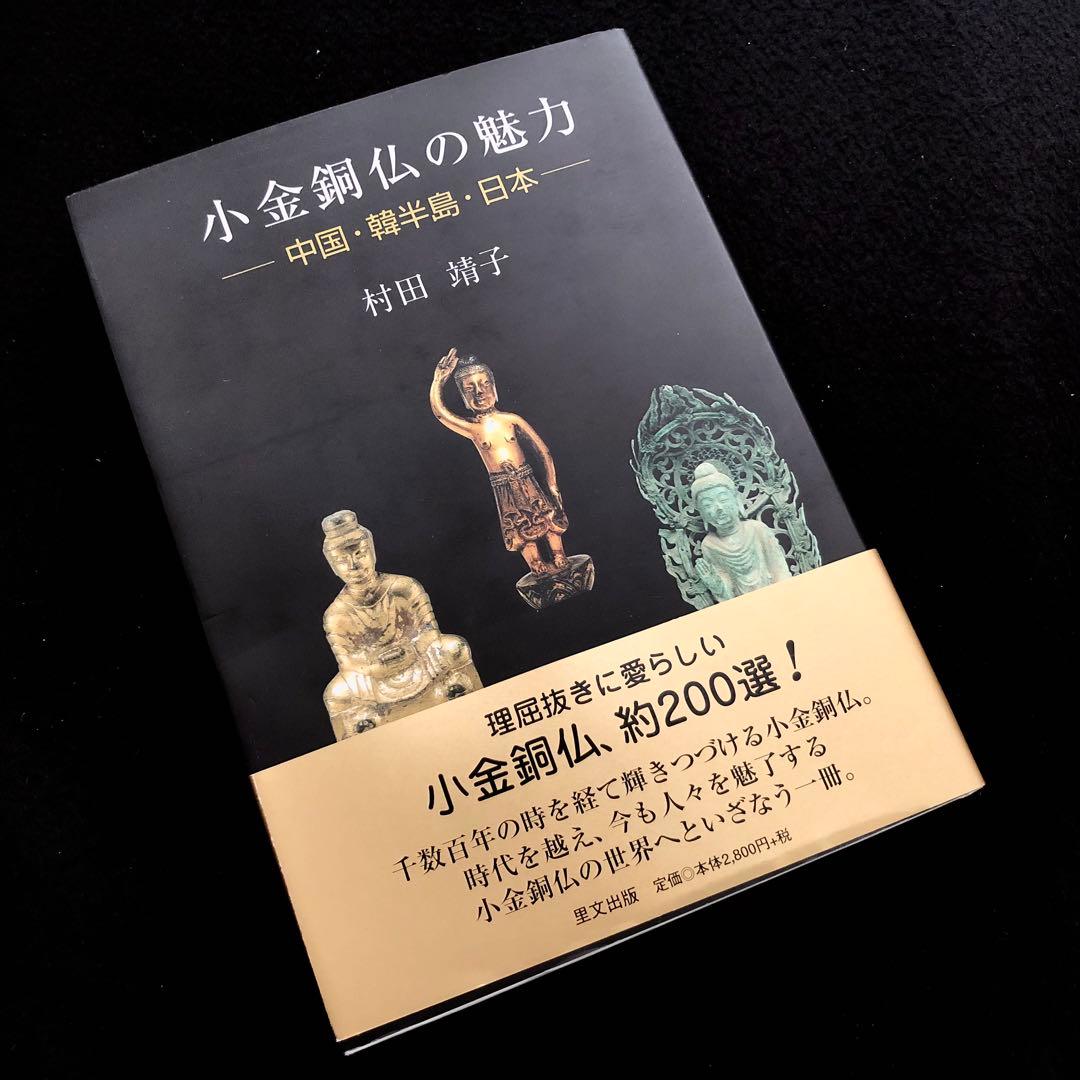 小金銅仏の魅力
中国・韓半島・日本
村田 靖子
理屈抜きに愛らしい
小金銅仏、約200選！
千数百年の時を経て輝きつづける小金銅仏。
時代を越え、今も人々を魅了する
小金銅仏の世界へといざなう一冊。
里文出版 定価◎本体2,800円+税